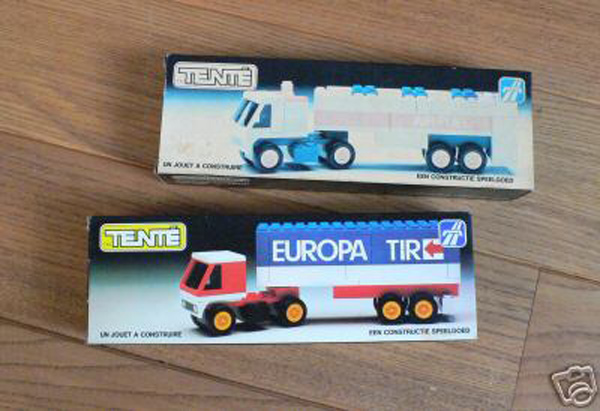 TENTE
UN JOUET A CONSTRUIRE
EEN CONSTRUCTIE SPEELGOED
TENTE
EUROPA TIR
UN JOUET A CONSTRUIRE
EEN CONSTRUCTIE SPEELGOED